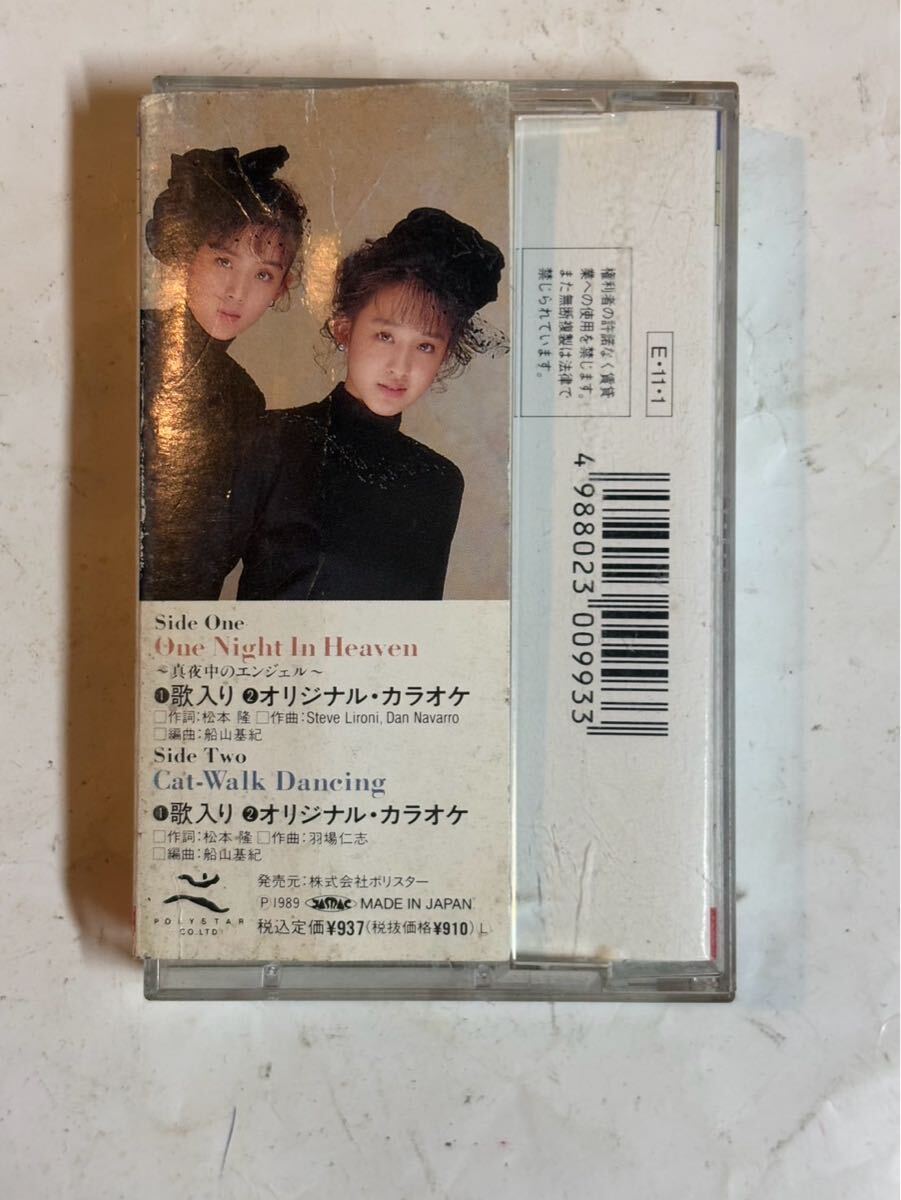 Side One
One Night In Heaven
～真夜中のエンジェル～
❶歌入り ❷オリジナル・カラオケ
□作詞:松本 隆 □作曲:Steve Lironi, Dan Navarro
□編曲:船山基紀
Side Two
Cat-Walk Dancing
❶歌入り ❷オリジナル・カラオケ
□作詞:松本 隆 □作曲:羽場仁志
□編曲:船山基紀
POLYSTAR
CO.LTD
発売元:株式会社ポリスター
P1989 JASRAC MADE IN JAPAN
税込定価¥937(税抜価格¥910)L
権利者の許諾なく賃貸
業への使用を禁じます。
また無断複製は法律で
禁じられています。
E・11・1
4 988023 009933